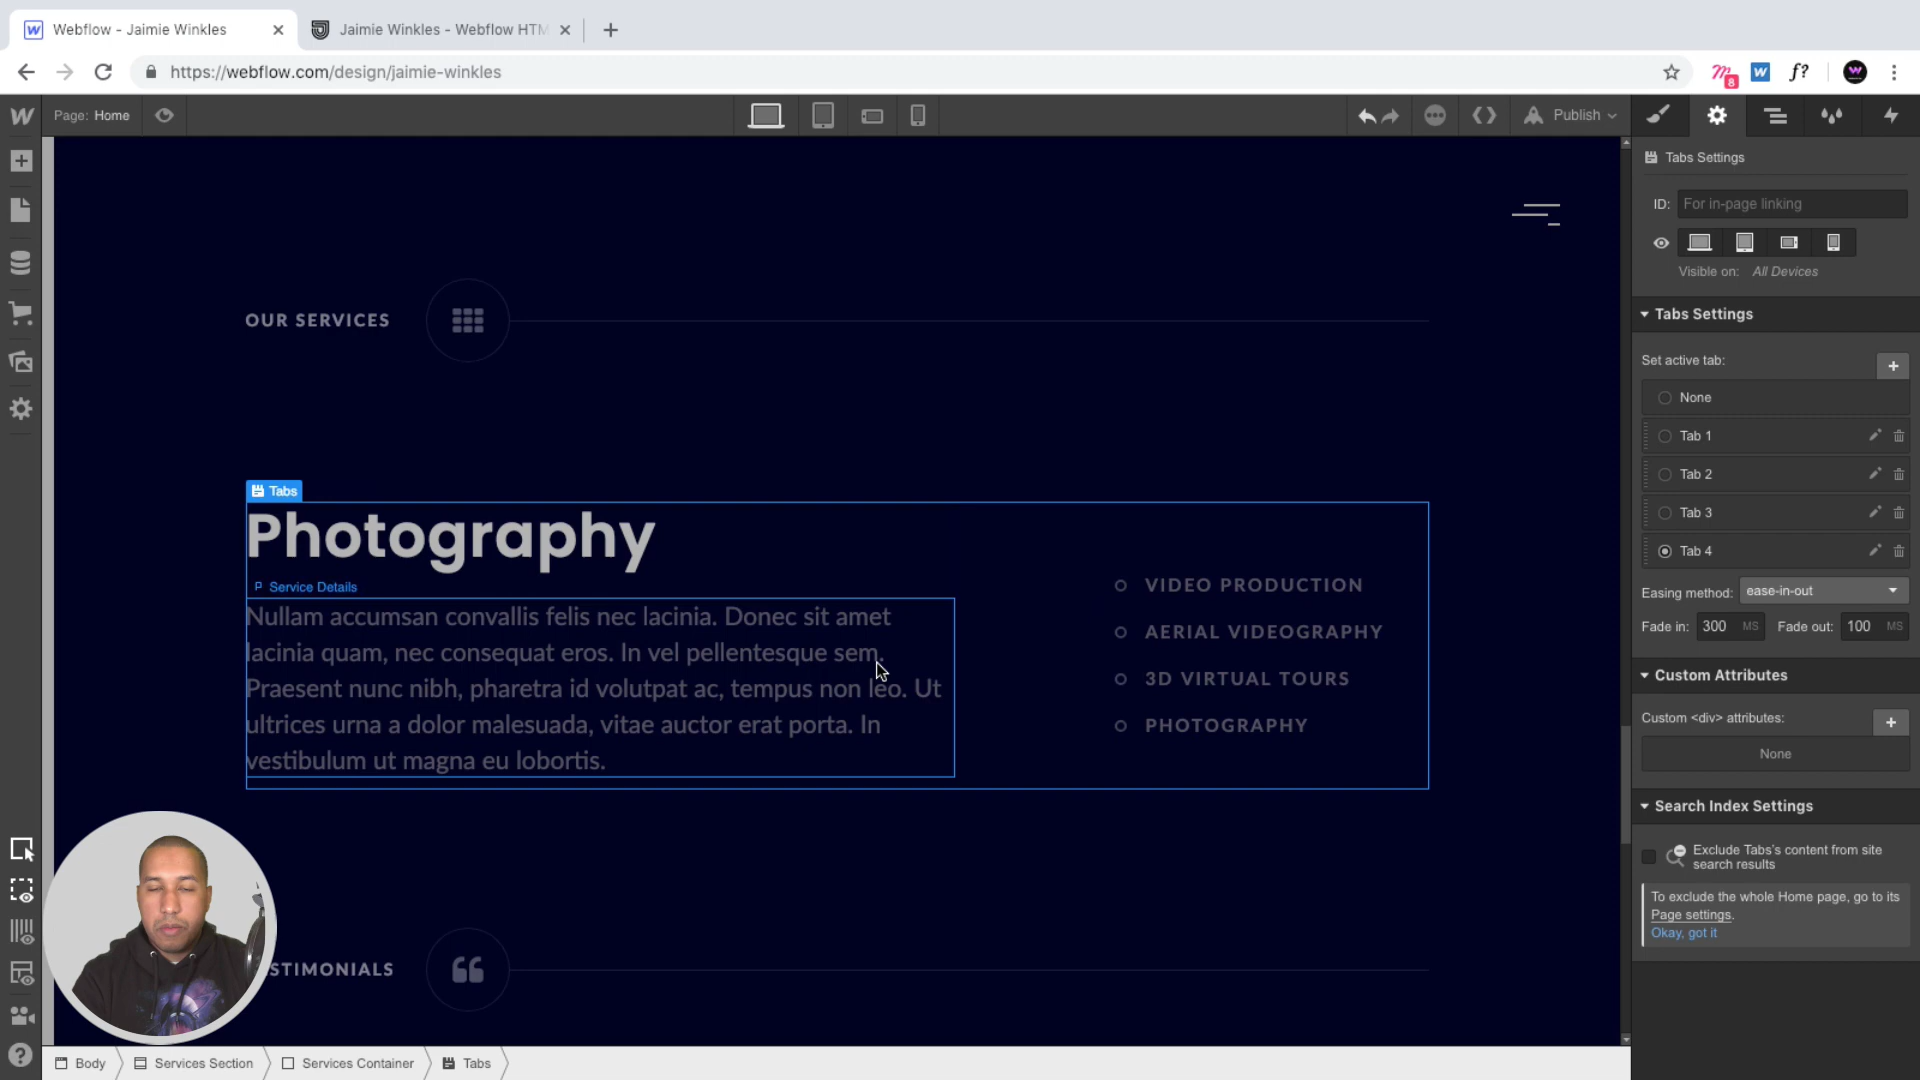 Webflow - Jaimie Winkles
Jaimie Winkles - Webflow HTM
https://webflow.com/design/jaimie-winkles
8
f?
Page: Home
Publish
Tabs Settings
ID: For in-page linking
Visible on: All Devices
Tabs Settings
Set active tab:
None
Tab 1
Tab 2
Tab 3
Tab 4
Easing method: ease-in-out
Fade in: 300 MS Fade out: 100 MS
Custom Attributes
Custom <div> attributes:
None
Search Index Settings
Exclude Tabs's content from site
search results
To exclude the whole Home page, go to its
Page settings.
Okay, got it
OUR SERVICES
Tabs
Photography
P Service Details
Nullam accumsan convallis felis nec lacinia. Donec sit amet
lacinia quam, nec consequat eros. In vel pellentesque sem.
Praesent nunc nibh, pharetra id volutpat ac, tempus non leo. Ut
ultrices urna a dolor malesuada, vitae auctor erat porta. In
vestibulum ut magna eu lobortis.
VIDEO PRODUCTION
AERIAL VIDEOGRAPHY
3D VIRTUAL TOURS
PHOTOGRAPHY
STIMONIALS
Body
Services Section
Services Container
Tabs